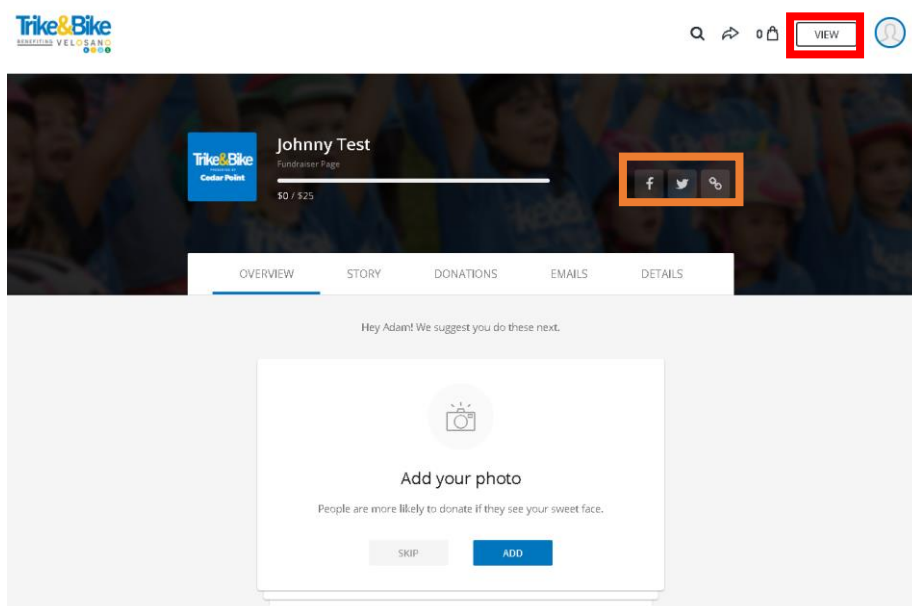 Trike&Bike
BENEFITING VELOSANO
0
VIEW
Trike&Bike
PRESENTED BY
Cedar Point
Johnny Test
Fundraiser Page
$0 / $25
OVERVIEW STORY DONATIONS EMAILS DETAILS
Hey Adam! We suggest you do these next.
Add your photo
People are more likely to donate if they see your sweet face.
SKIP ADD